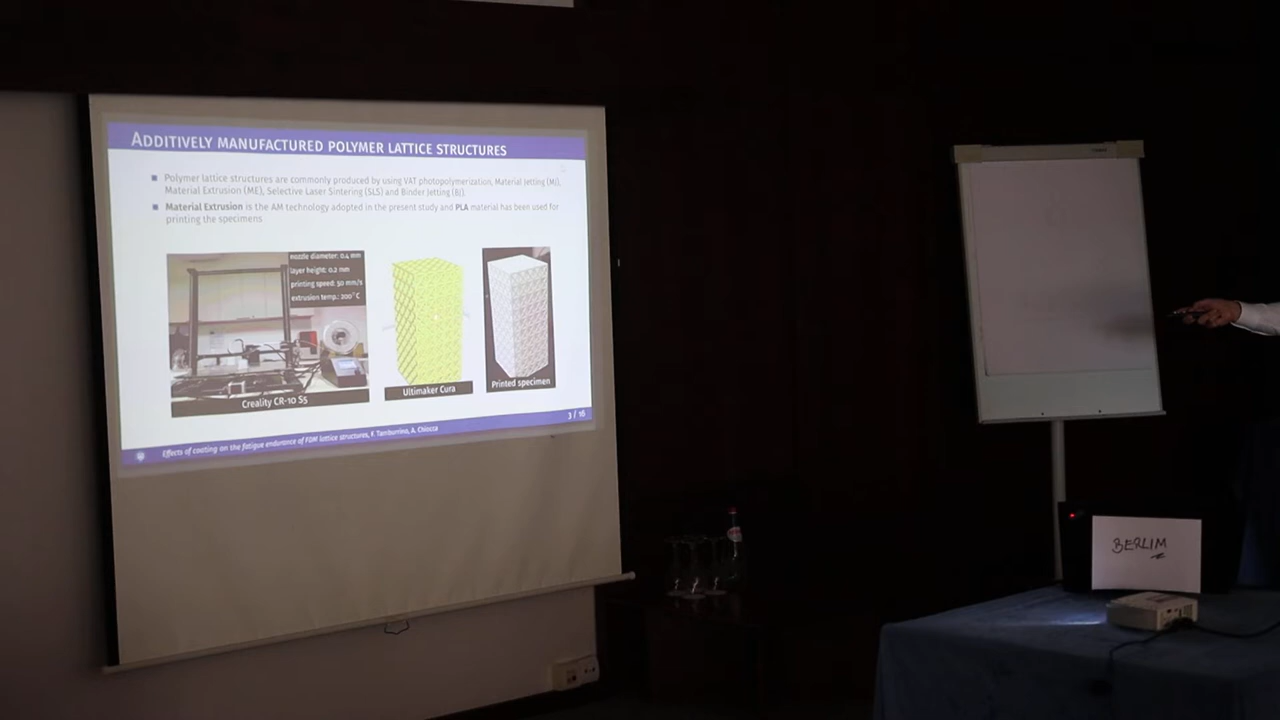 ADDITIVELY MANUFACTURED POLYMER LATTICE STRUCTURES
Polymer lattice structures are commonly produced by using VAT photopolymerization, Material Jetting (MJ),
Material Extrusion (ME), Selective Laser Sintering (SLS) and Binder Jetting (BJ).
Material Extrusion is the AM technology adopted in the present study and PLA material has been used for
printing the specimens
nozzle diameter: 0.4 mm
layer height: 0.2 mm
printing speed: 50 mm/s
extrusion temp.: 200°C
Creality CR-10 S5
Ultimaker Cura
Printed specimen
3 / 16
Effects of coating on the fatigue endurance of FDM lattice structures, F. Tamburrino, A. Chiocca
BERLIM